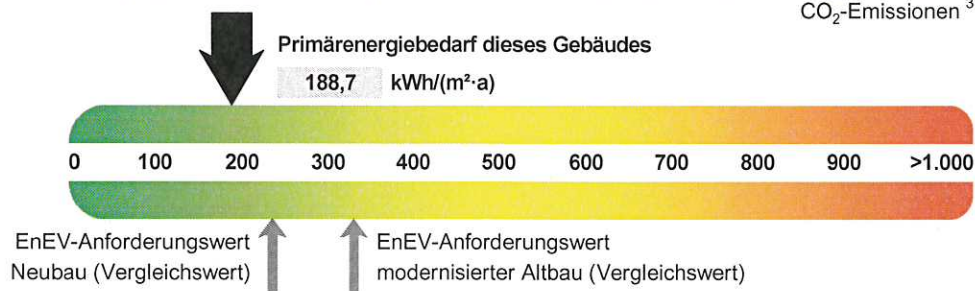 CO₂-Emissionen ³
Primärenergiebedarf dieses Gebäudes
188,7 kWh/(m²·a)
0 100 200 300 400 500 600 700 800 900 >1.000
EnEV-Anforderungswert
Neubau (Vergleichswert)
EnEV-Anforderungswert
modernisierter Altbau (Vergleichswert)